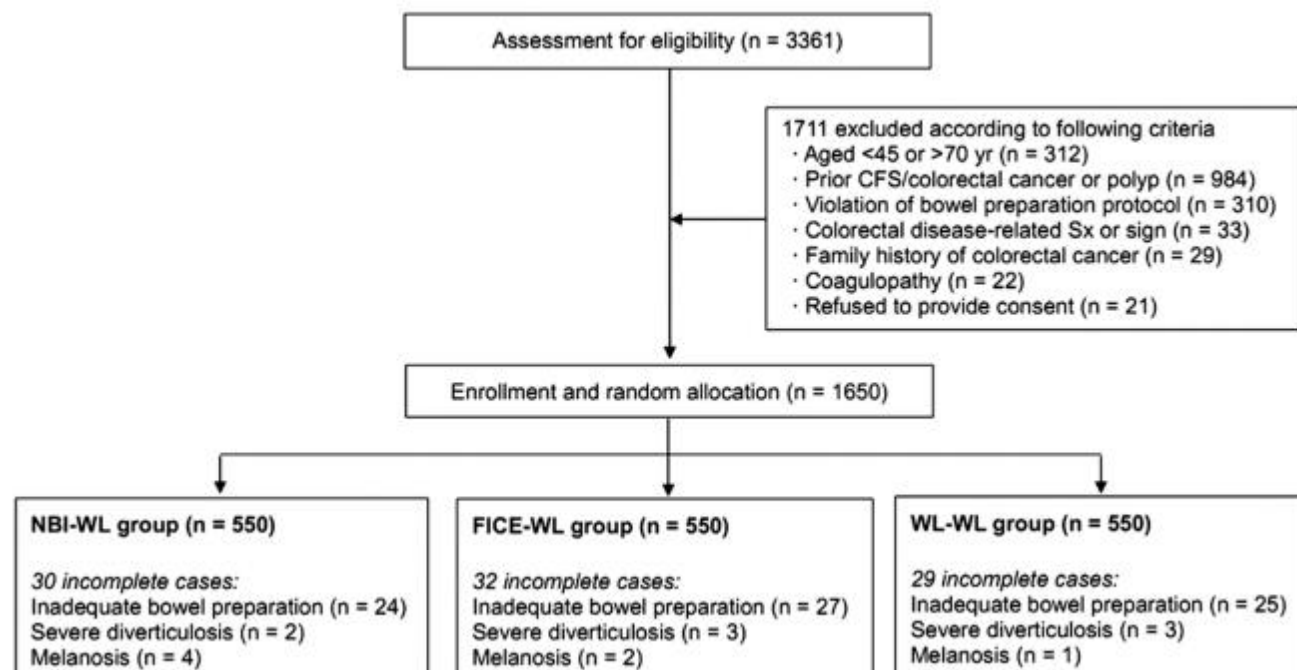 Assessment for eligibility (n = 3361)
1711 excluded according to following criteria
· Aged <45 or >70 yr (n = 312)
· Prior CFS/colorectal cancer or polyp (n = 984)
· Violation of bowel preparation protocol (n = 310)
· Colorectal disease-related Sx or sign (n = 33)
· Family history of colorectal cancer (n = 29)
· Coagulopathy (n = 22)
· Refused to provide consent (n = 21)
Enrollment and random allocation (n = 1650)
NBI-WL group (n = 550)
30 incomplete cases:
Inadequate bowel preparation (n = 24)
Severe diverticulosis (n = 2)
Melanosis (n = 4)
FICE-WL group (n = 550)
32 incomplete cases:
Inadequate bowel preparation (n = 27)
Severe diverticulosis (n = 3)
Melanosis (n = 2)
WL-WL group (n = 550)
29 incomplete cases:
Inadequate bowel preparation (n = 25)
Severe diverticulosis (n = 3)
Melanosis (n = 1)